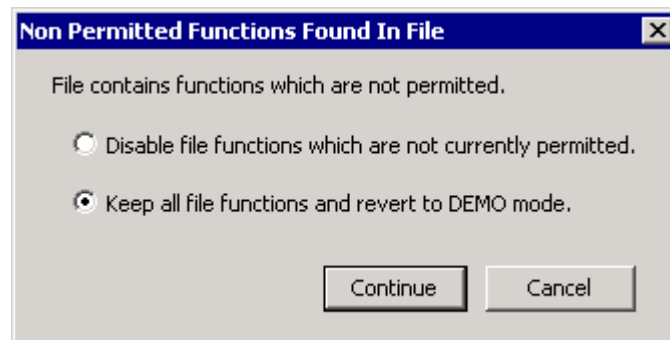 Non Permitted Functions Found In File
File contains functions which are not permitted.
Disable file functions which are not currently permitted.
Keep all file functions and revert to DEMO mode.
Continue Cancel